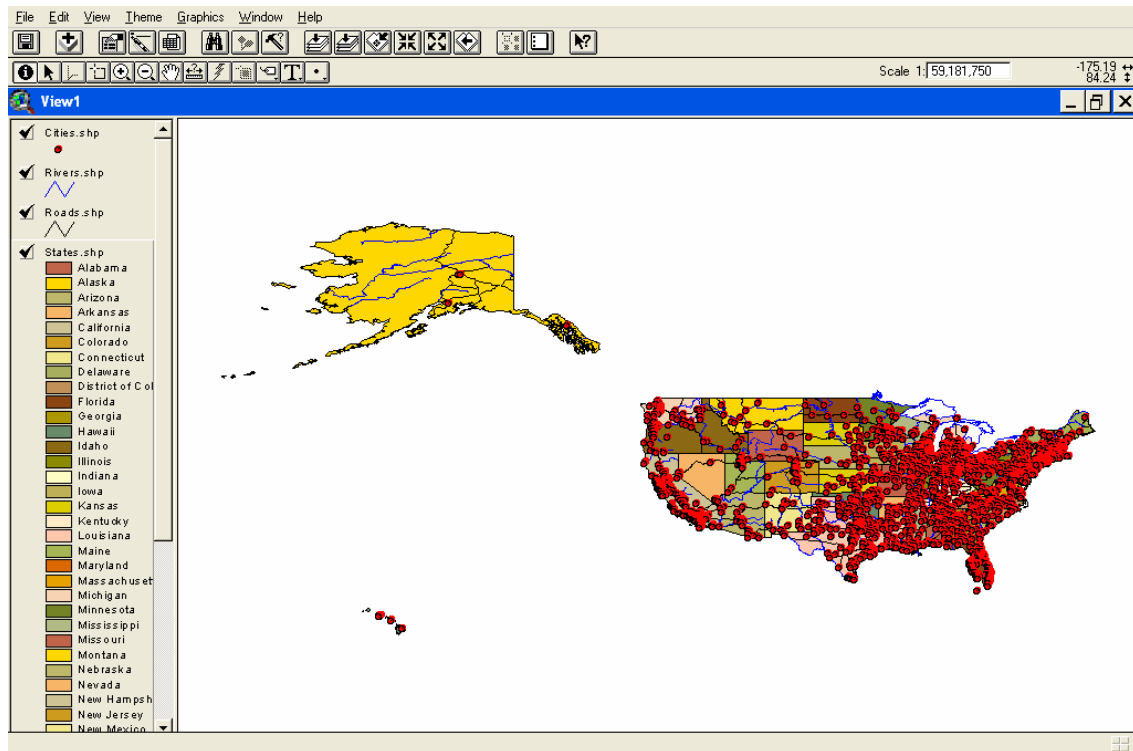 File Edit View Theme Graphics Window Help
Scale 1: 59,181,750
-175.19
84.24
View1
Cities.shp
Rivers.shp
Roads.shp
States.shp
Alabama
Alaska
Arizona
Arkansas
California
Colorado
Connecticut
Delaware
District of Col
Florida
Georgia
Hawaii
Idaho
Illinois
Indiana
Iowa
Kansas
Kentucky
Louisiana
Maine
Maryland
Massachuset
Michigan
Minnesota
Mississippi
Missouri
Montana
Nebraska
Nevada
New Hampsh
New Jersey
New Mexico